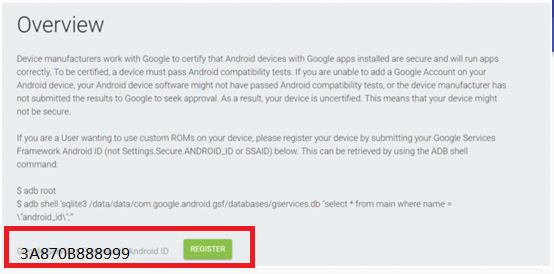 Overview
Device manufacturers work with Google to certify that Android devices with Google apps installed are secure and will run apps
correctly. To be certified, a device must pass Android compatibility tests. If you are unable to add a Google Account on your
Android device, your Android device software might not have passed Android compatibility tests, or the device manufacturer has
not submitted the results to Google to seek approval. As a result, your device is uncertified. This means that your device might
not be secure.
If you are a User wanting to use custom ROMs on your device, please register your device by submitting your Google Services
Framework Android ID (not Settings.Secure.ANDROID_ID or SSAID) below. This can be retrieved by using the ADB shell
command:
$ adb root
$ adb shell 'sqlite3 /data/data/com.google.android.gsf/databases/gservices.db "select * from main where name =
\"android_id\";"'
3A870B888999 Android ID REGISTER